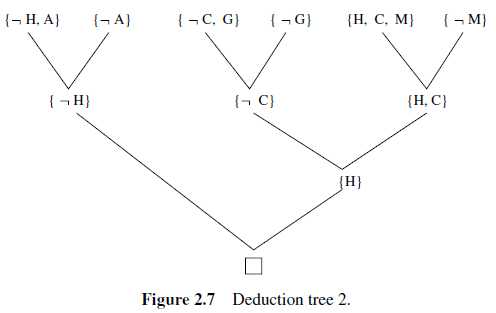 {¬ H, A} {¬ A} {¬ C, G} {¬ G} {H, C, M} {¬ M}
{¬ H} {¬ C} {H, C}
{H}
Figure 2.7 Deduction tree 2.